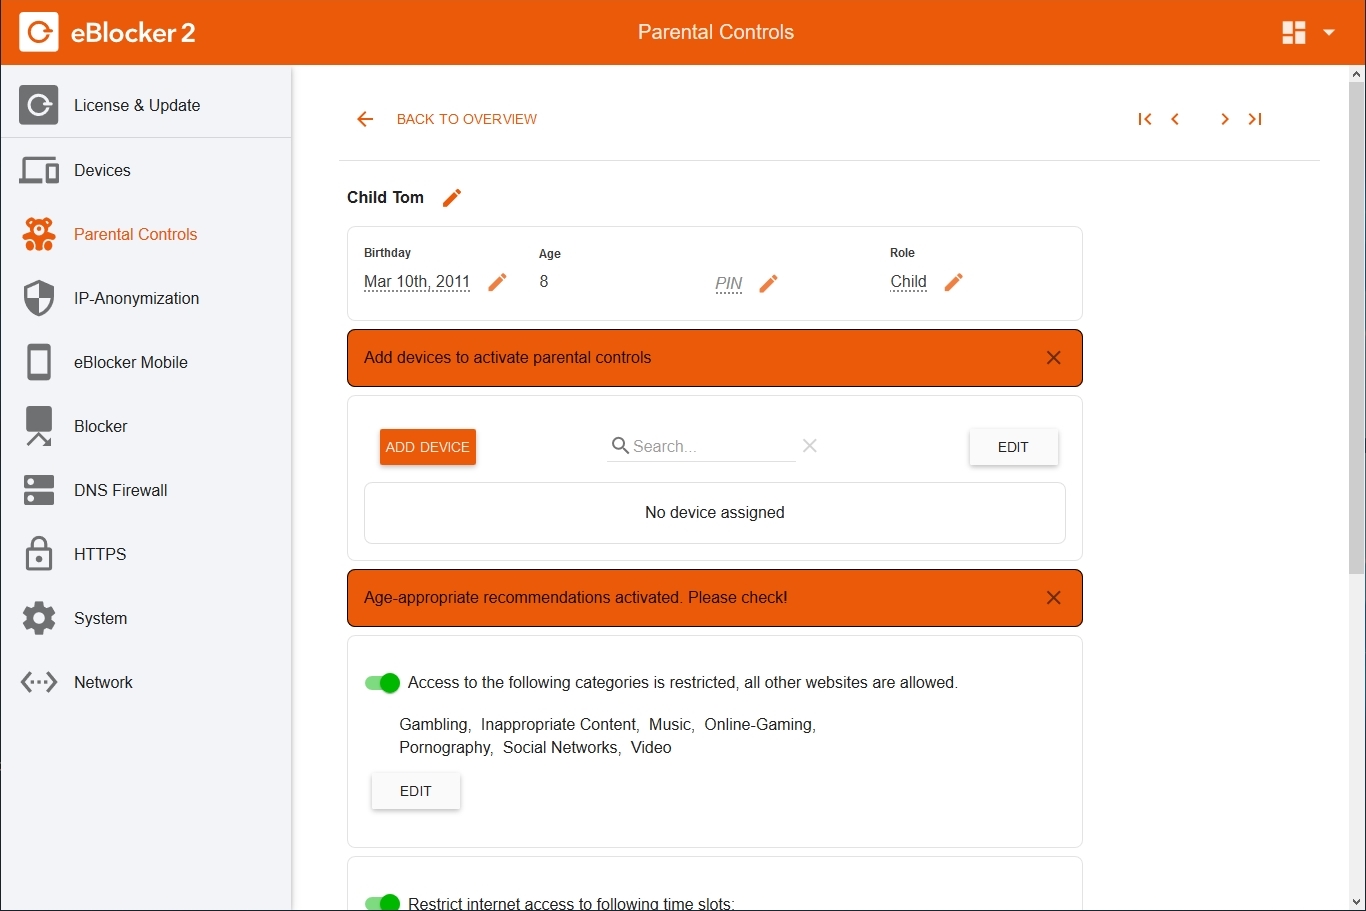 eBlocker 2
Parental Controls
License & Update
Devices
Parental Controls
IP-Anonymization
eBlocker Mobile
Blocker
DNS Firewall
HTTPS
System
Network
BACK TO OVERVIEW
Child Tom
Birthday Age Role
Mar 10th, 2011 8 PIN Child
Add devices to activate parental controls
ADD DEVICE Search... EDIT
No device assigned
Age-appropriate recommendations activated. Please check!
Access to the following categories is restricted, all other websites are allowed.
Gambling, Inappropriate Content, Music, Online-Gaming,
Pornography, Social Networks, Video
EDIT
Restrict internet access to following time slots: